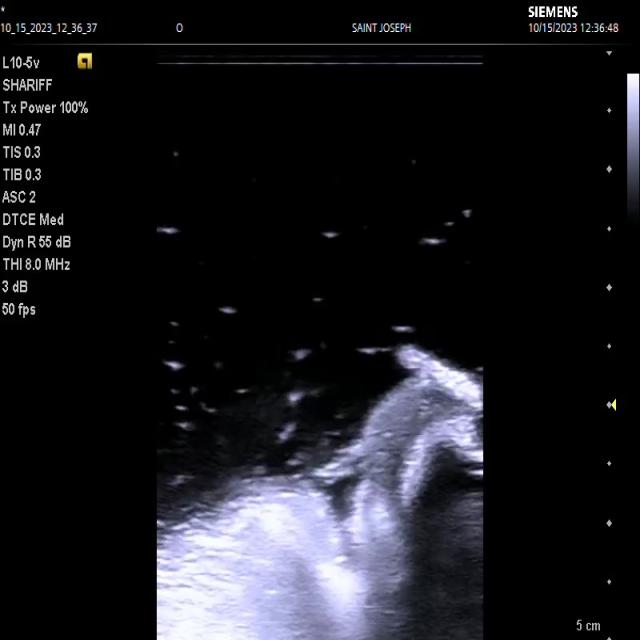 *
SIEMENS
10_15_2023_12_36_37 O SAINT JOSEPH 10/15/2023 12:36:48
L10-5v
SHARIFF
Tx Power 100%
MI 0.47
TIS 0.3
TIB 0.3
ASC 2
DTCE Med
Dyn R 55 dB
THI 8.0 MHz
3 dB
50 fps
5 cm